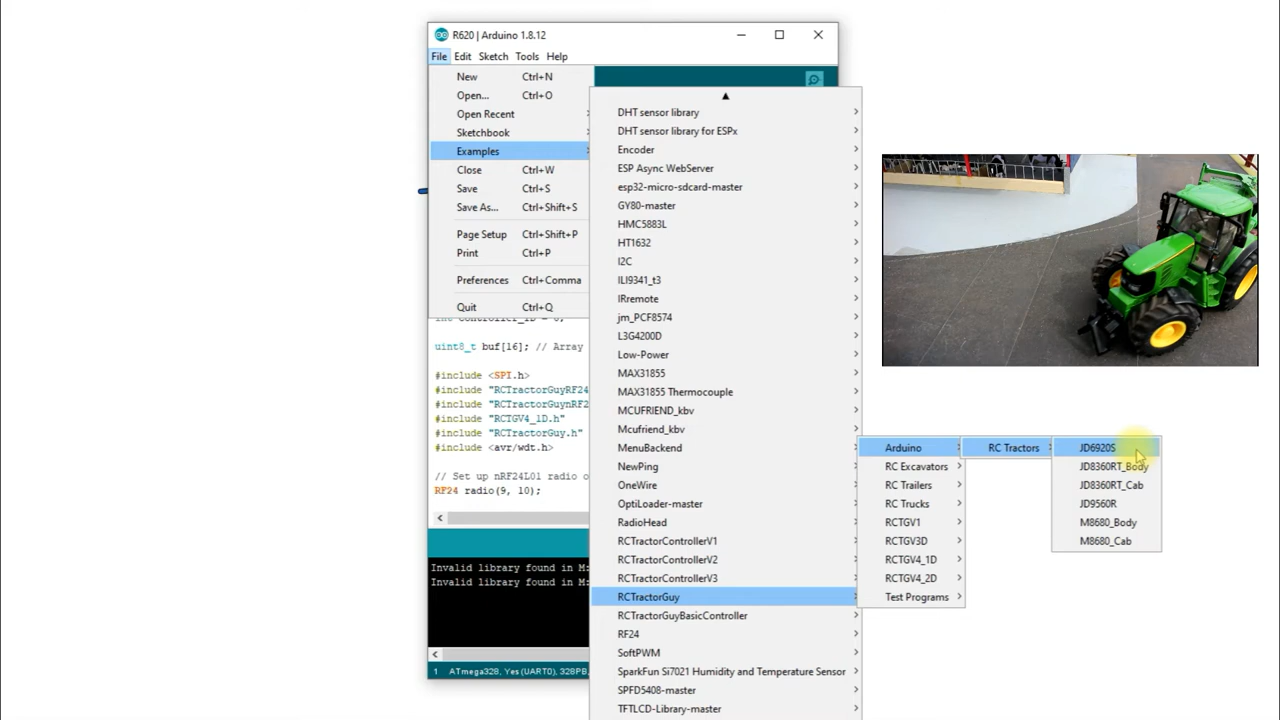 R620 | Arduino 1.8.12
File Edit Sketch Tools Help
New Ctrl+N
Open... Ctrl+O
Open Recent
Sketchbook
Examples
Close Ctrl+W
Save Ctrl+S
Save As... Ctrl+Shift+S
Page Setup Ctrl+Shift+P
Print Ctrl+P
Preferences Ctrl+Comma
Quit Ctrl+Q
uint8_t buf[16]; // Array
#include <SPI.h>
#include "RCTractorGuyRF24
#include "RCTractorGuynRF2
#include "RCTGV4_1D.h"
#include "RCTractorGuy.h"
#include <avr/wdt.h>
// Set up nRF24L01 radio o
RF24 radio(9, 10);
Invalid library found in M:
Invalid library found in M:
1 ATmega328, Yes (UART0), 328PB,
DHT sensor library
DHT sensor library for ESPx
Encoder
ESP Async WebServer
esp32-micro-sdcard-master
GY80-master
HMC5883L
HT1632
I2C
ILI9341_t3
IRremote
jm_PCF8574
L3G4200D
Low-Power
MAX31855
MAX31855 Thermocouple
MCUFRIEND_kbv
Mcufriend_kbv
MenuBackend
NewPing
OneWire
OptiLoader-master
RadioHead
RCTractorControllerV1
RCTractorControllerV2
RCTractorControllerV3
RCTractorGuy
RCTractorGuyBasicController
RF24
SoftPWM
SparkFun Si7021 Humidity and Temperature Sensor
SPFD5408-master
TFTLCD-Library-master
Arduino
RC Excavators
RC Trailers
RC Trucks
RCTGV1
RCTGV3D
RCTGV4_1D
RCTGV4_2D
Test Programs
RC Tractors
JD6920S
JD8360RT_Body
JD8360RT_Cab
JD9560R
M8680_Body
M8680_Cab